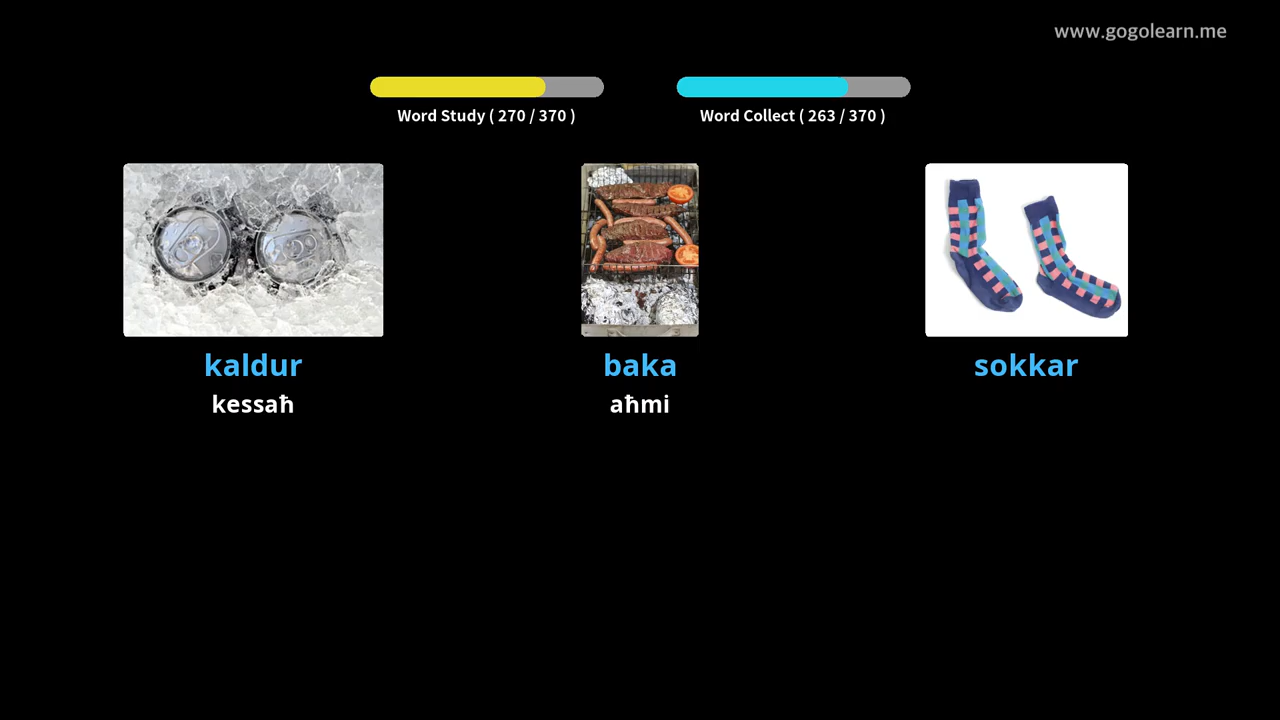 www.gogolearn.me
Word Study ( 270 / 370 )
Word Collect ( 263 / 370 )
kaldur
baka
sokkar
kessaħ
aħmi